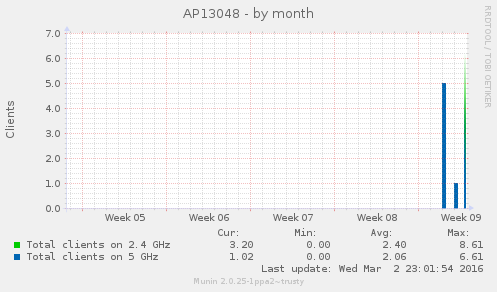 AP13048 - by month
RRDTOOL / TOBI OETIKER
Clients
7.0
6.0
5.0
4.0
3.0
2.0
1.0
0.0
Week 05 Week 06 Week 07 Week 08 Week 09
Cur: Min: Avg: Max:
Total clients on 2.4 GHz 3.20 0.00 2.40 8.61
Total clients on 5 GHz 1.02 0.00 2.06 6.61
Last update: Wed Mar 2 23:01:54 2016
Munin 2.0.25-1ppa2~trusty